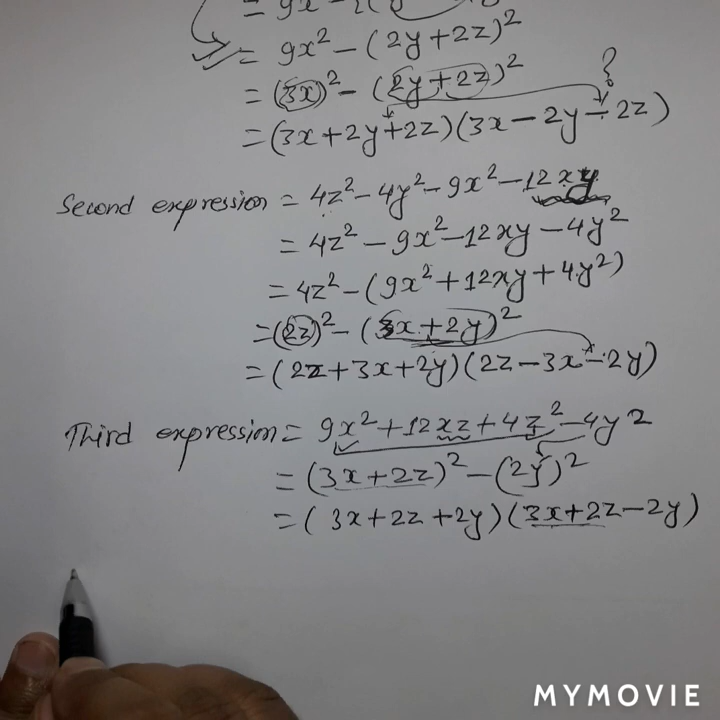 = 9x² - (2y+2z)²
= (3x)² - (2y+2z)² ?
= (3x+2y+2z)(3x-2y-2z)
Second expression = 4z² - 4y² - 9x² - 12xy
= 4z² - 9x² - 12xy - 4y²
= 4z² - (9x² + 12xy + 4y²)
= (2z)² - (3x+2y)²
= (2z+3x+2y)(2z-3x-2y)
Third expression = 9x² + 12xz + 4z² - 4y²
= (3x+2z)² - (2y)²
= (3x+2z+2y)(3x+2z-2y)
MYMOVIE